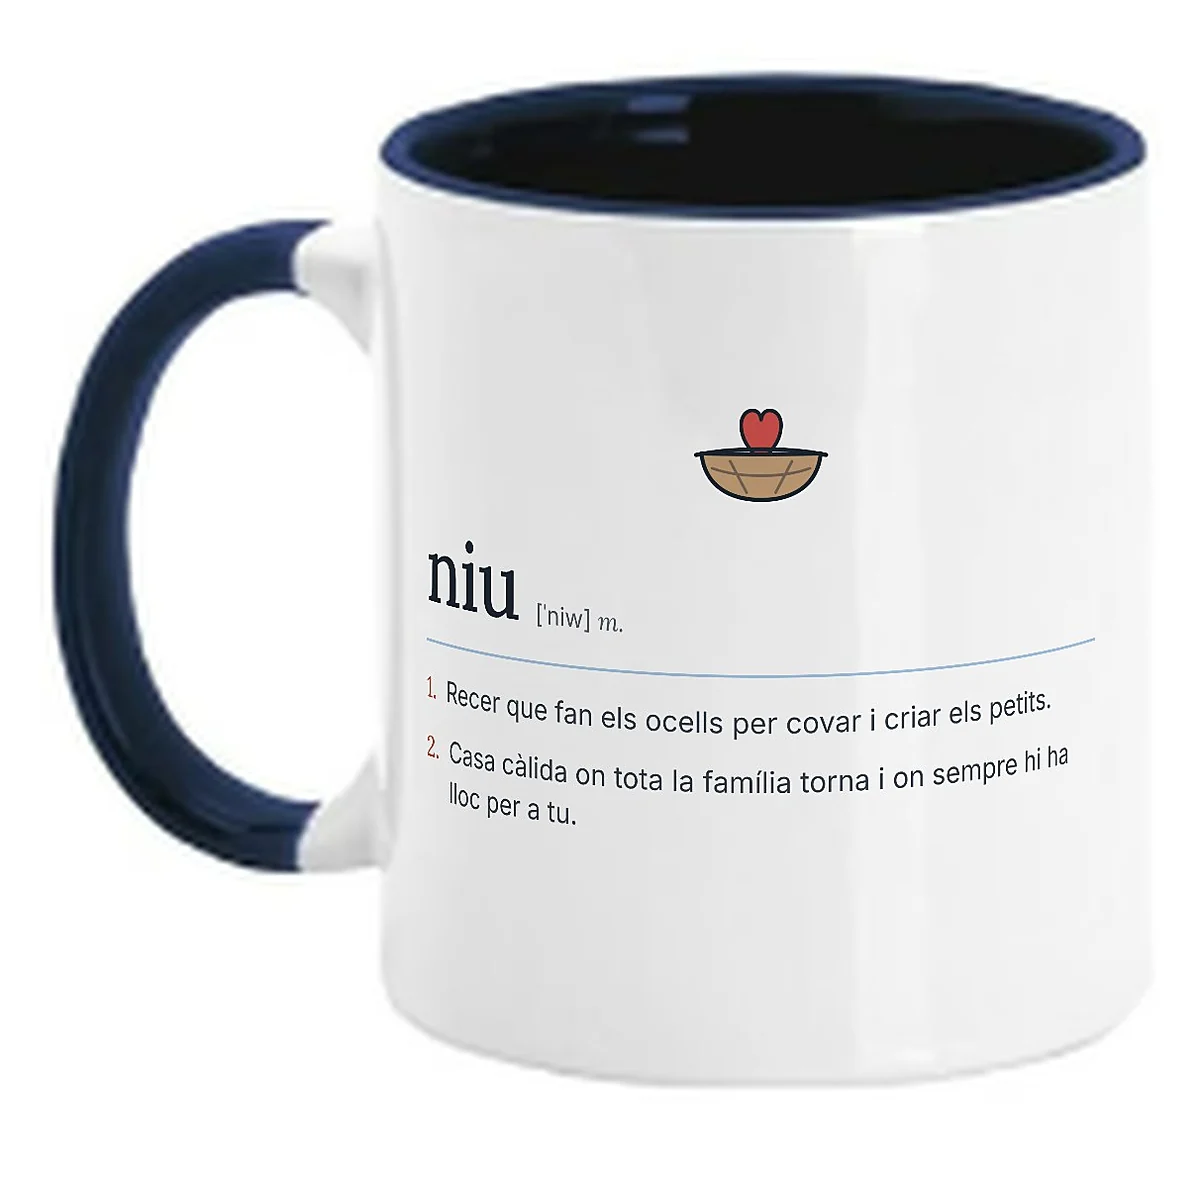 niu ['niw] m.
1. Recer que fan els ocells per covar i criar els petits.
2. Casa càlida on tota la família torna i on sempre hi ha
lloc per a tu.